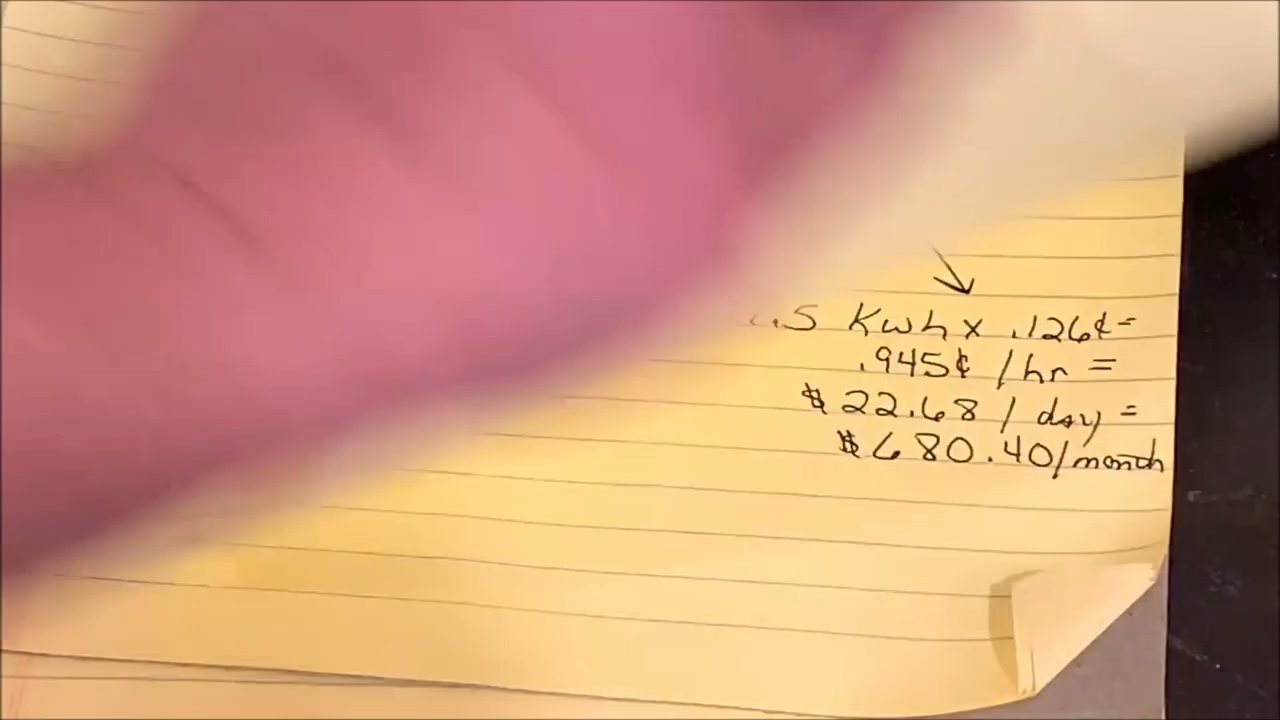 .5 Kwh x .126¢=
.945¢ /hr =
$22.68 / day =
$680.40/month